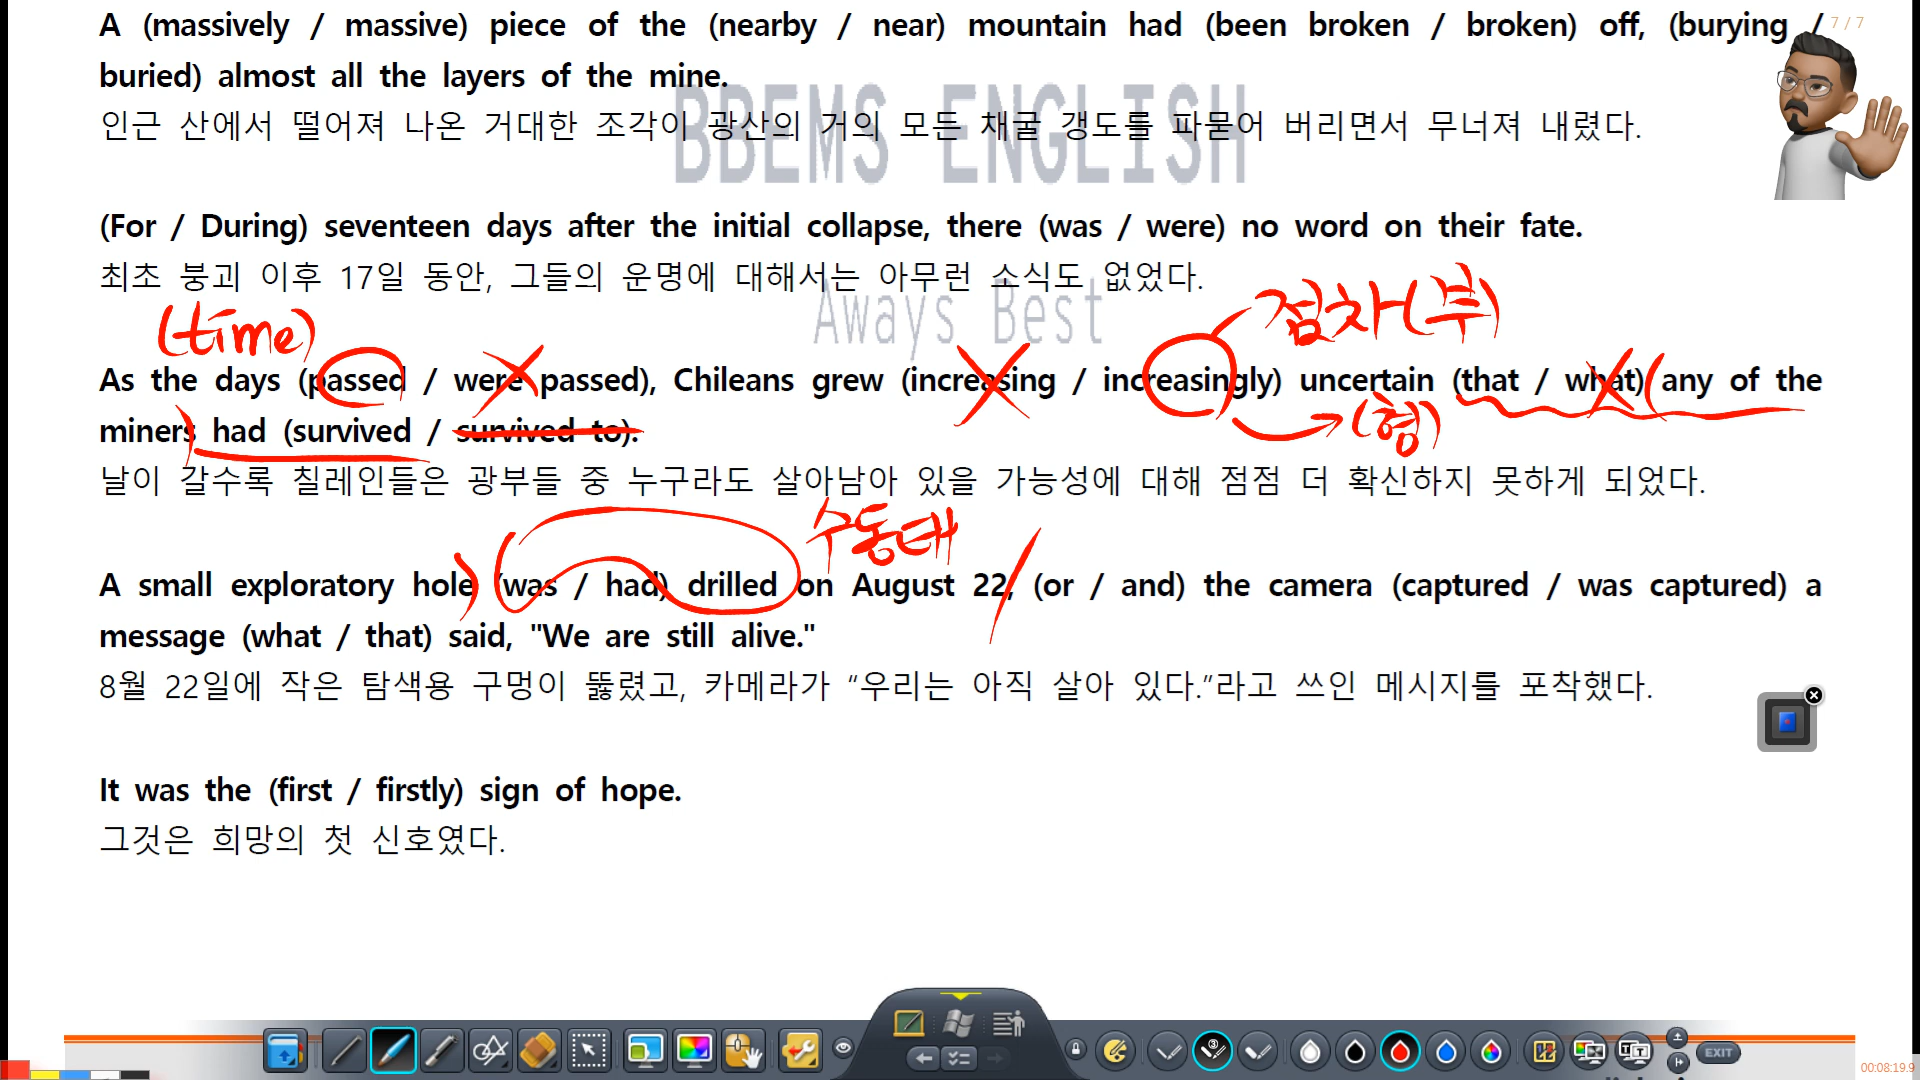 A (massively / massive) piece of the (nearby / near) mountain had (been broken / broken) off, (burying /
7 / 7
buried) almost all the layers of the mine.
인근 산에서 떨어져 나온 거대한 조각이 광산의 거의 모든 채굴 갱도를 파묻어 버리면서 무너져 내렸다.
BBEMS ENGLISH
(For / During) seventeen days after the initial collapse, there (was / were) no word on their fate.
최초 붕괴 이후 17일 동안, 그들의 운명에 대해서는 아무런 소식도 없었다.
Aways Best
(time)
점차(부)
As the days (passed / were passed), Chileans grew (increasing / increasingly) uncertain (that / what) any of the
(형)
miners had (survived / survived to).
날이 갈수록 칠레인들은 광부들 중 누구라도 살아남아 있을 가능성에 대해 점점 더 확신하지 못하게 되었다.
수동태
A small exploratory hole (was / had) drilled on August 22, (or / and) the camera (captured / was captured) a
message (what / that) said, "We are still alive."
8월 22일에 작은 탐색용 구멍이 뚫렸고, 카메라가 “우리는 아직 살아 있다.”라고 쓰인 메시지를 포착했다.
It was the (first / firstly) sign of hope.
그것은 희망의 첫 신호였다.
EXIT
00:08:19.9